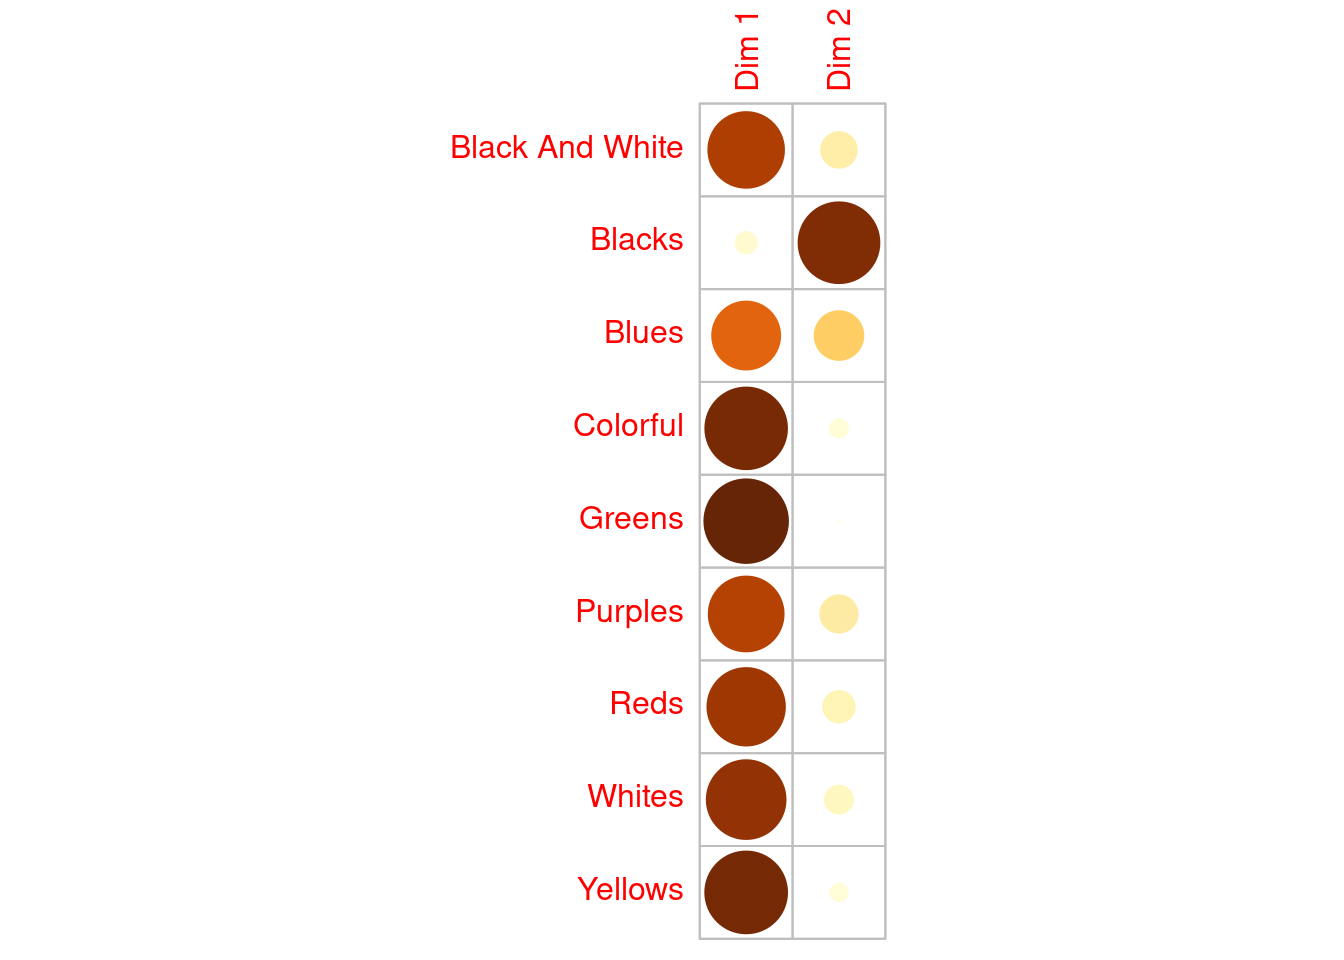 Dim 1
Dim 2
Black And White
Blacks
Blues
Colorful
Greens
Purples
Reds
Whites
Yellows